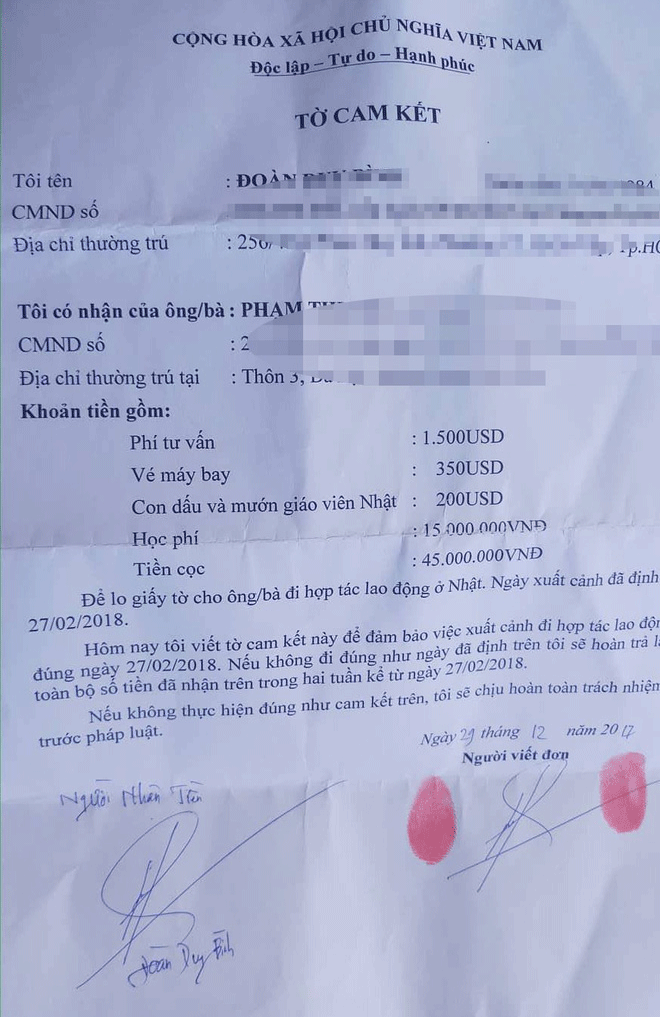 CỘNG HÒA XÃ HỘI CHỦ NGHĨA VIỆT NAM
Độc lập – Tự do – Hạnh phúc
TỜ CAM KẾT
Tôi tên : ĐOÀN
CMND số
Địa chỉ thường trú : 256/
Tôi có nhận của ông/bà : PHẠM
CMND số : 2
Địa chỉ thường trú tại : Thôn 3,
Khoản tiền gồm:
Phí tư vấn : 1.500USD
Vé máy bay : 350USD
Con dấu và mướn giáo viên Nhật : 200USD
Học phí : 15.000.000VNĐ
Tiền cọc : 45.000.000VNĐ
Để lo giấy tờ cho ông/bà đi hợp tác lao động ở Nhật. Ngày xuất cảnh đã định
27/02/2018.
Hôm nay tôi viết tờ cam kết này để đảm bảo việc xuất cảnh đi hợp tác lao độn
đúng ngày 27/02/2018. Nếu không đi đúng như ngày đã định trên tôi sẽ hoàn trả lạ
toàn bộ số tiền đã nhận trên trong hai tuần kể từ ngày 27/02/2018.
Nếu không thực hiện đúng như cam kết trên, tôi sẽ chịu hoàn toàn trách nhiệm
trước pháp luật.
Ngày 29 tháng 12 năm 2017
Người viết đơn
Người Nhận Tiền
Đoàn Duy Bình